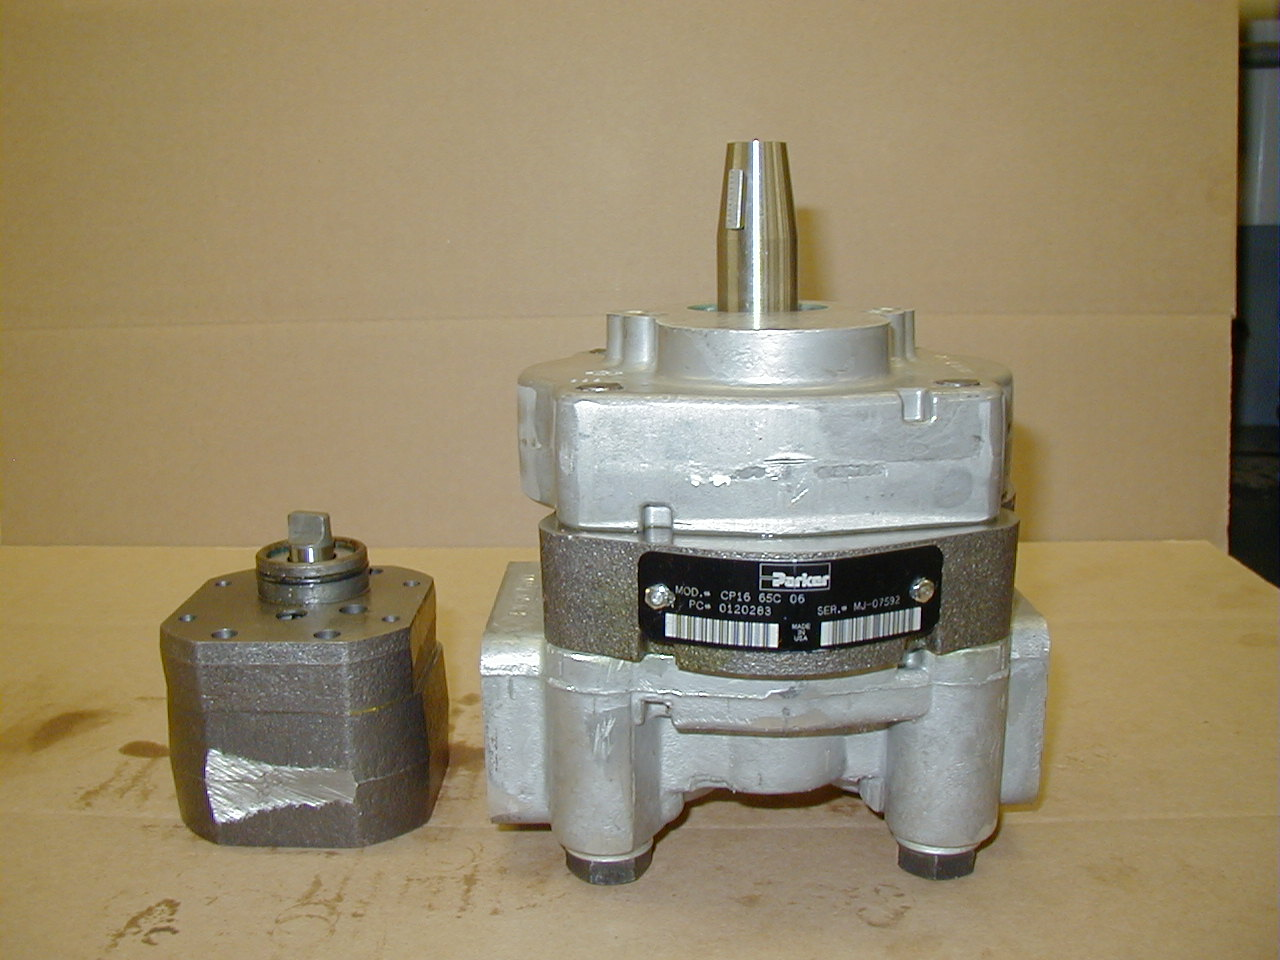 Parker
MOD.# CP16 65C 06
PC# 0120283 SER.# MJ-07592
MADE
IN
USA